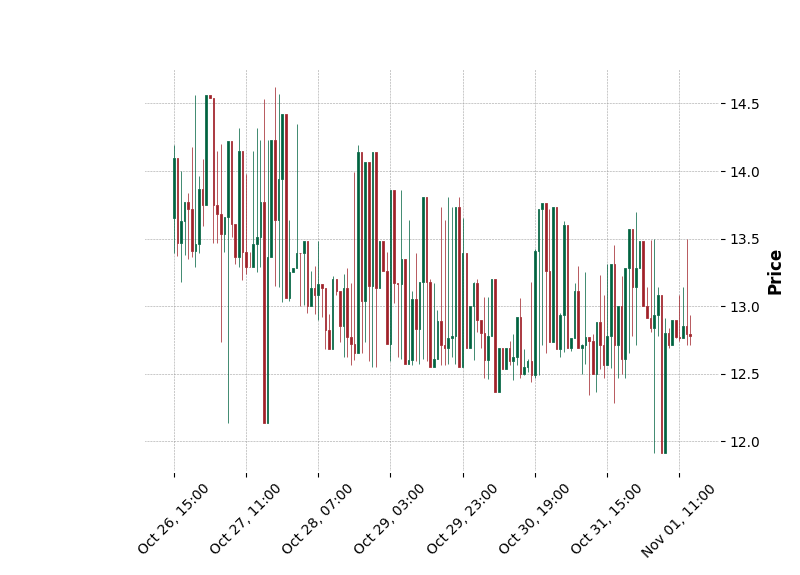 14.5
14.0
13.5
13.0
12.5
12.0
Price
Oct 26, 15:00
Oct 27, 11:00
Oct 28, 07:00
Oct 29, 03:00
Oct 29, 23:00
Oct 30, 19:00
Oct 31, 15:00
Nov 01, 11:00